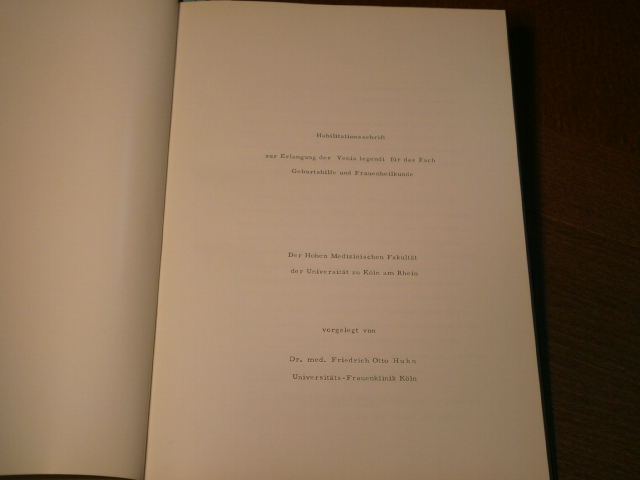 Habilitationsschrift
zur Erlangung der Venia legendi für das Fach
Geburtshilfe und Frauenheilkunde
Der Hohen Medizinischen Fakultät
der Universität zu Köln am Rhein
vorgelegt von
Dr. med. Friedrich Otto Huhn
Universitäts-Frauenklinik Köln